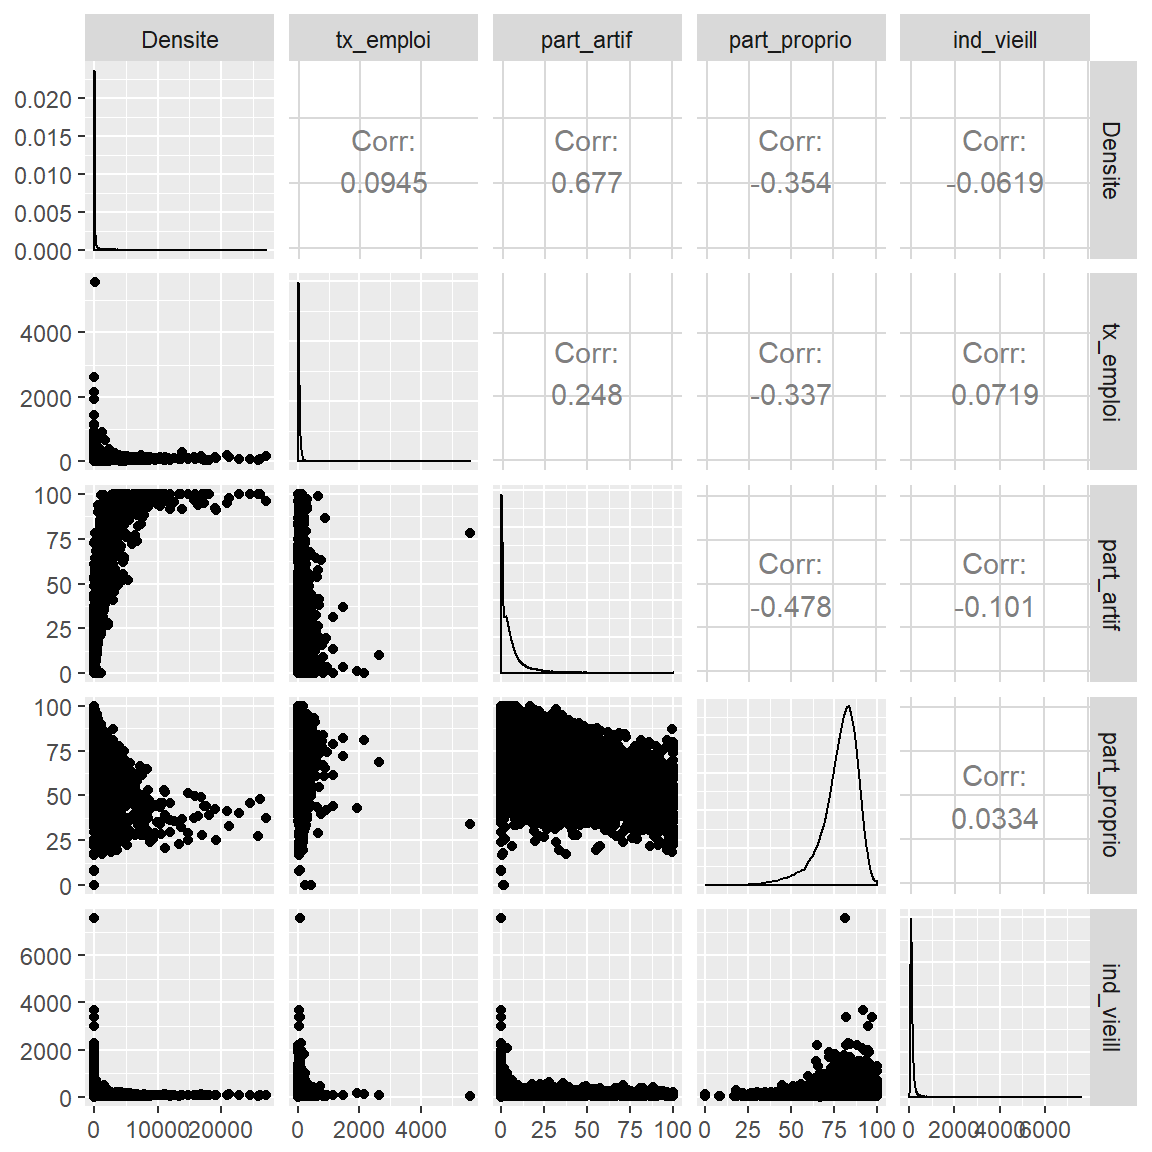 Densite tx_emploi part_artif part_proprio ind_vieill
0.020
0.015
0.010
0.005
0.000
Corr:
0.0945
Corr:
0.677
Corr:
-0.354
Corr:
-0.0619
Densite
4000
2000
0
Corr:
0.248
Corr:
-0.337
Corr:
0.0719
tx_emploi
100
75
50
25
0
Corr:
-0.478
Corr:
-0.101
part_artif
100
75
50
25
0
Corr:
0.0334
part_proprio
6000
4000
2000
0
ind_vieill
0 10000 20000 0 2000 4000 0 25 50 75 100 0 25 50 75 100 0 2000 4000 6000